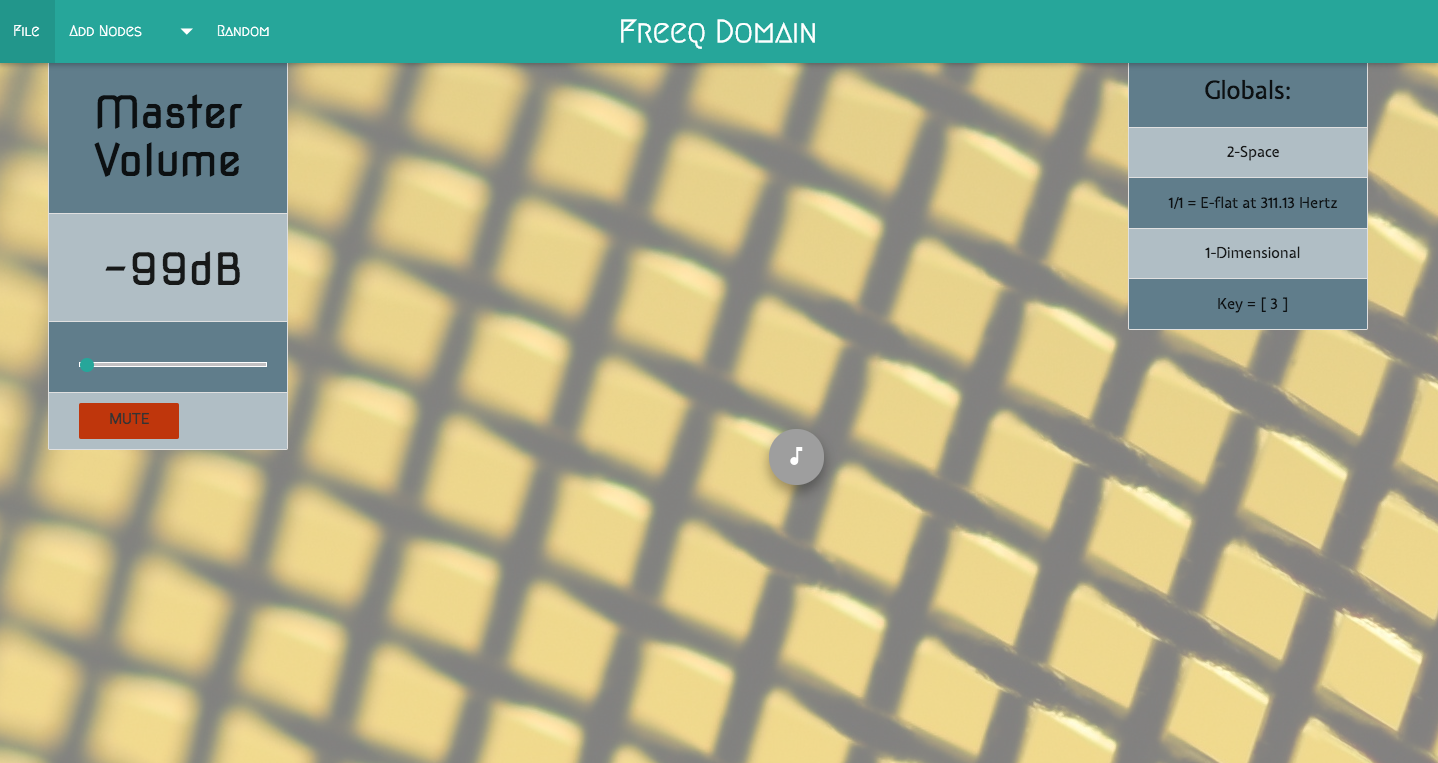 File
Add Nodes
Random
Freeq Domain
Master
Volume
-99dB
MUTE
Globals:
2-Space
1/1 = E-flat at 311.13 Hertz
1-Dimensional
Key = [ 3 ]